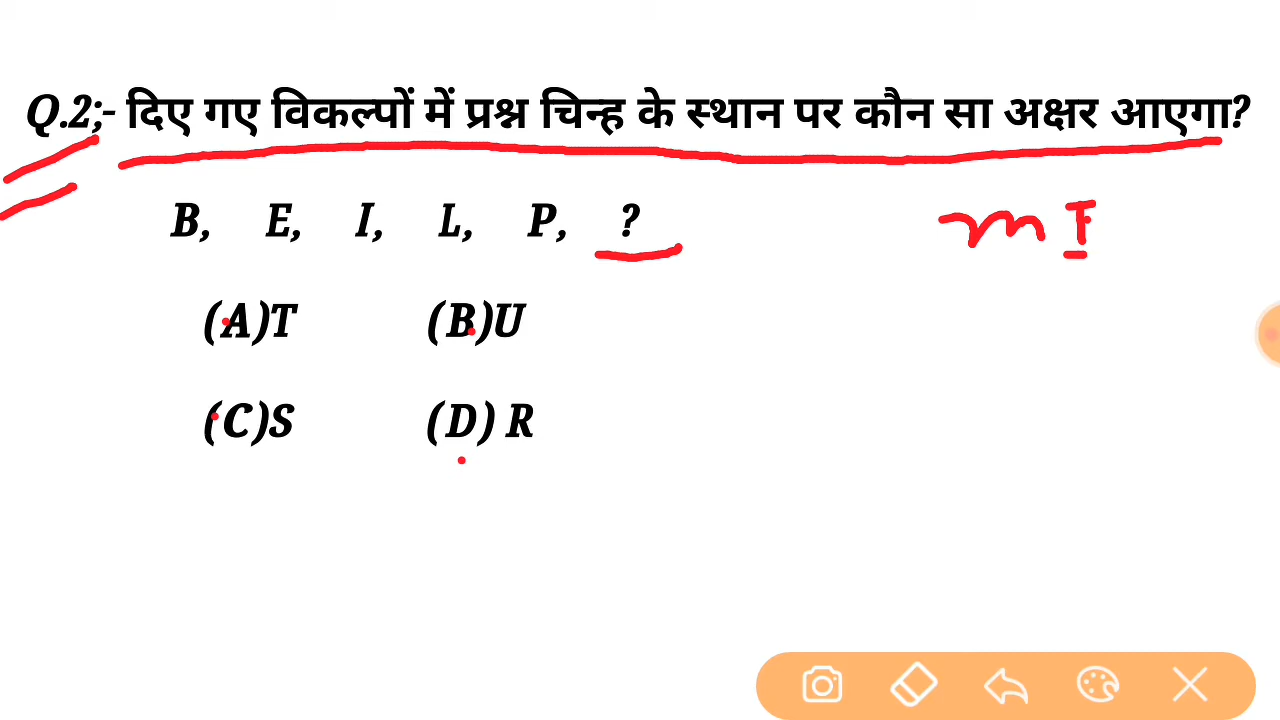 Q.2;- दिए गए विकल्पों में प्रश्न चिन्ह के स्थान पर कौन सा अक्षर आएगा?
B, E, I, L, P, ?
(A)T (B)U
(C)S (D) R